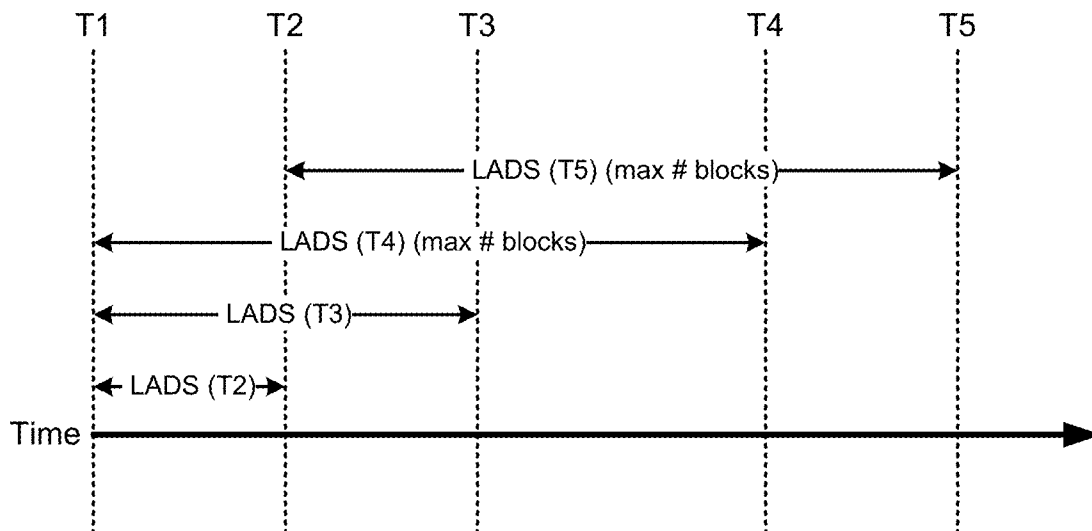 T1 T2 T3 T4 T5
LADS (T5) (max # blocks)
LADS (T4) (max # blocks)
LADS (T3)
LADS (T2)
Time